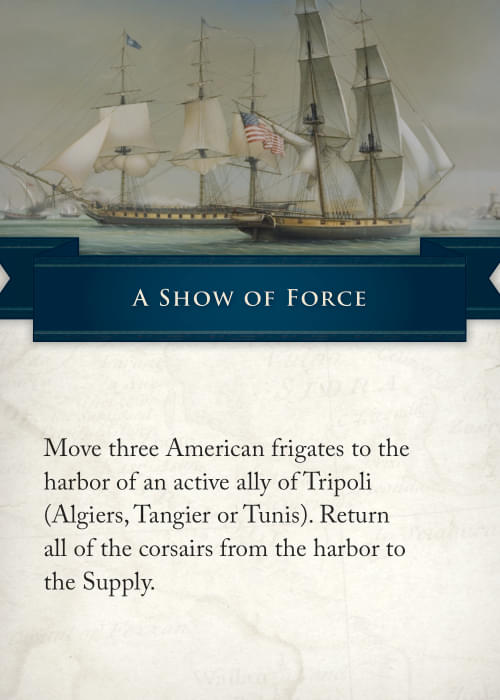 A Show of Force
Move three American frigates to the
harbor of an active ally of Tripoli
(Algiers, Tangier or Tunis). Return
all of the corsairs from the harbor to
the Supply.